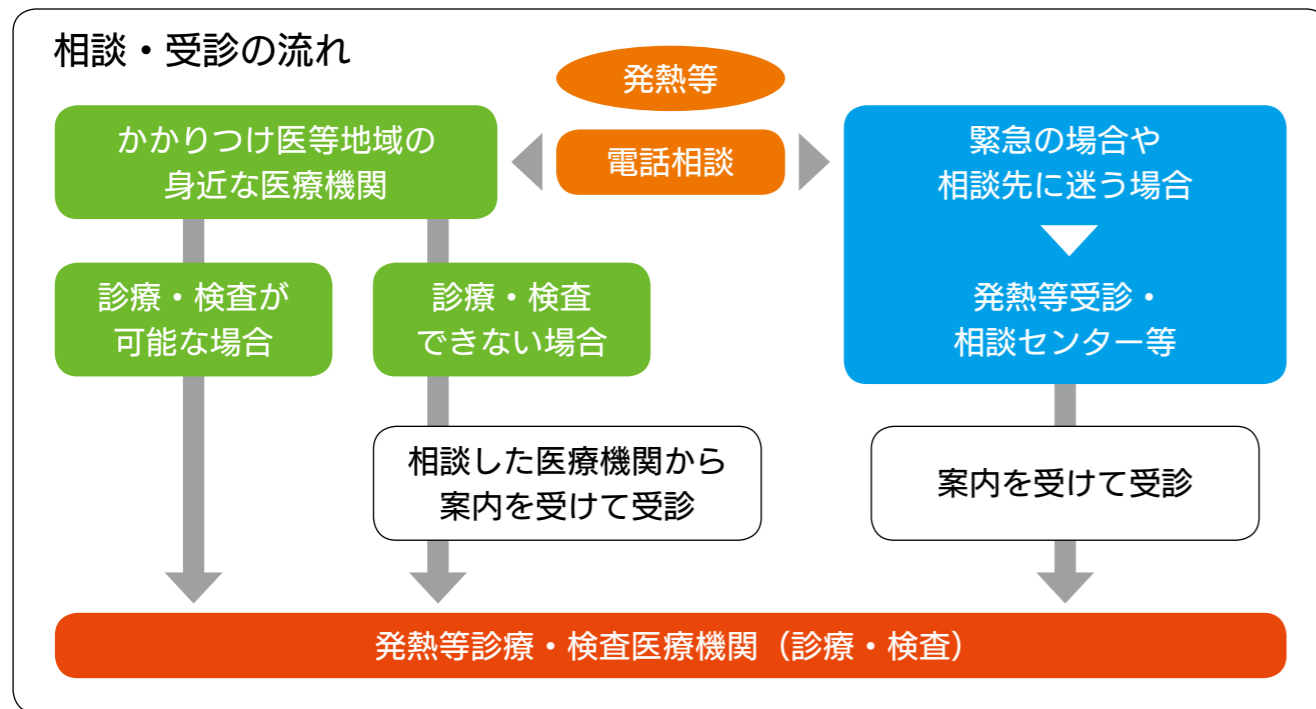 相談・受診の流れ
発熱等
電話相談
かかりつけ医等地域の
身近な医療機関
診療・検査が
可能な場合
診療・検査
できない場合
相談した医療機関から
案内を受けて受診
緊急の場合や
相談先に迷う場合
発熱等受診・
相談センター等
案内を受けて受診
発熱等診療・検査医療機関（診療・検査）